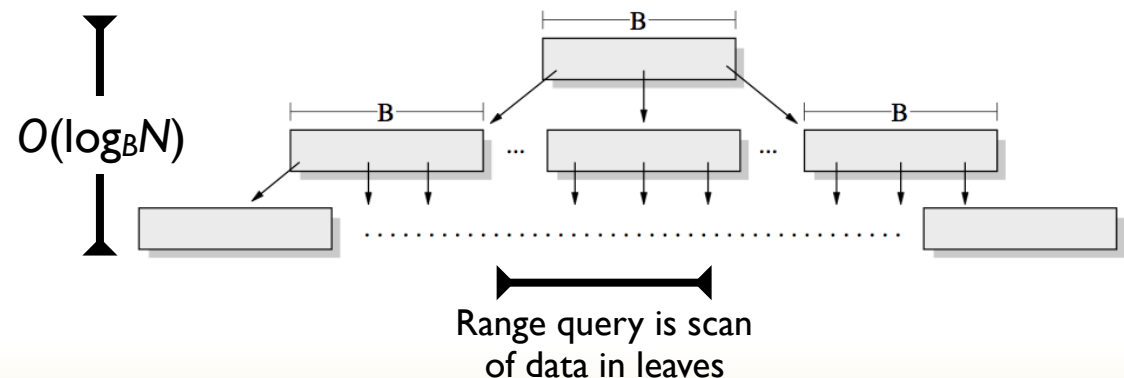 B
B
B
O(log_B N)
...
...
Range query is scan
of data in leaves